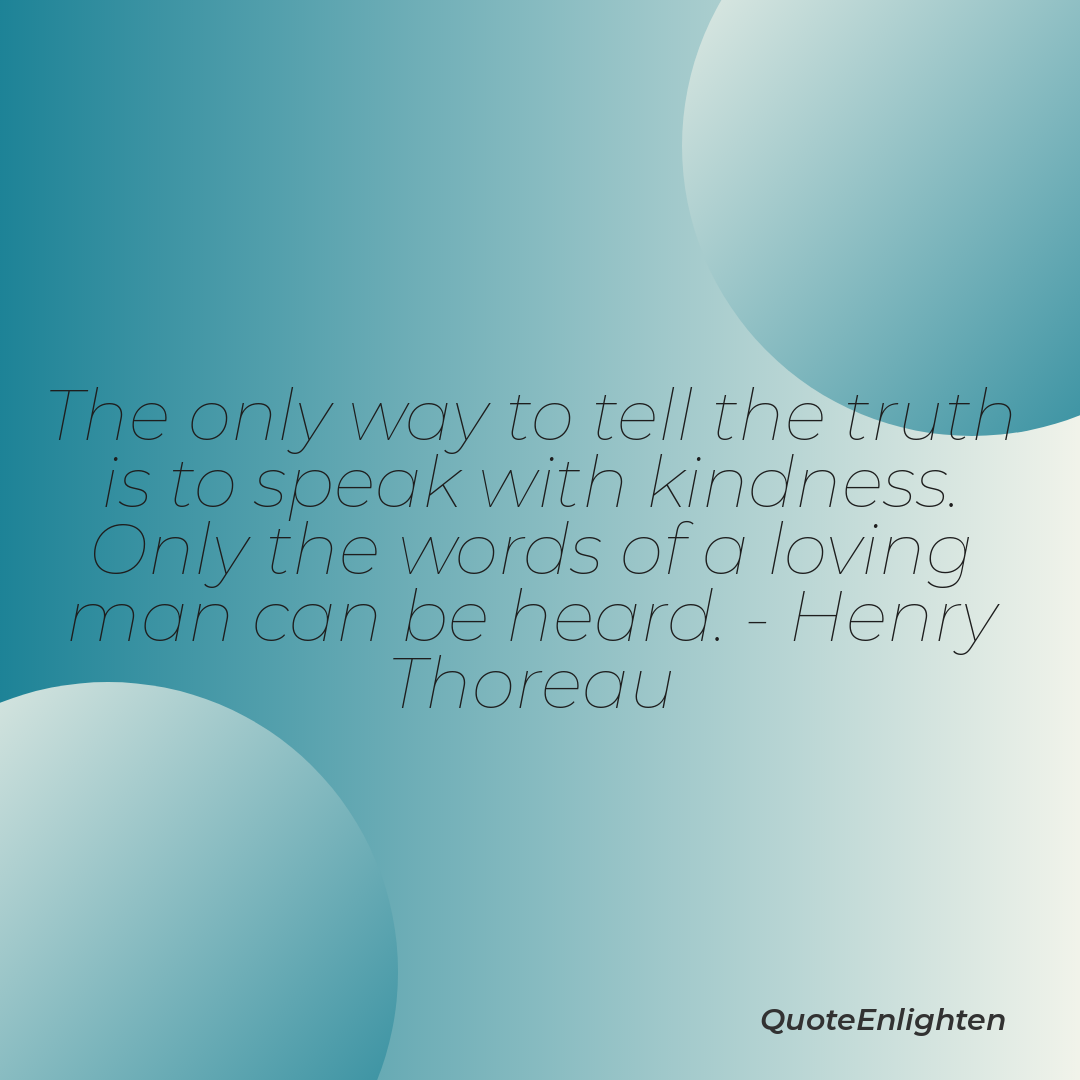 The only way to tell the truth
is to speak with kindness.
Only the words of a loving
man can be heard. - Henry
Thoreau
QuoteEnlighten